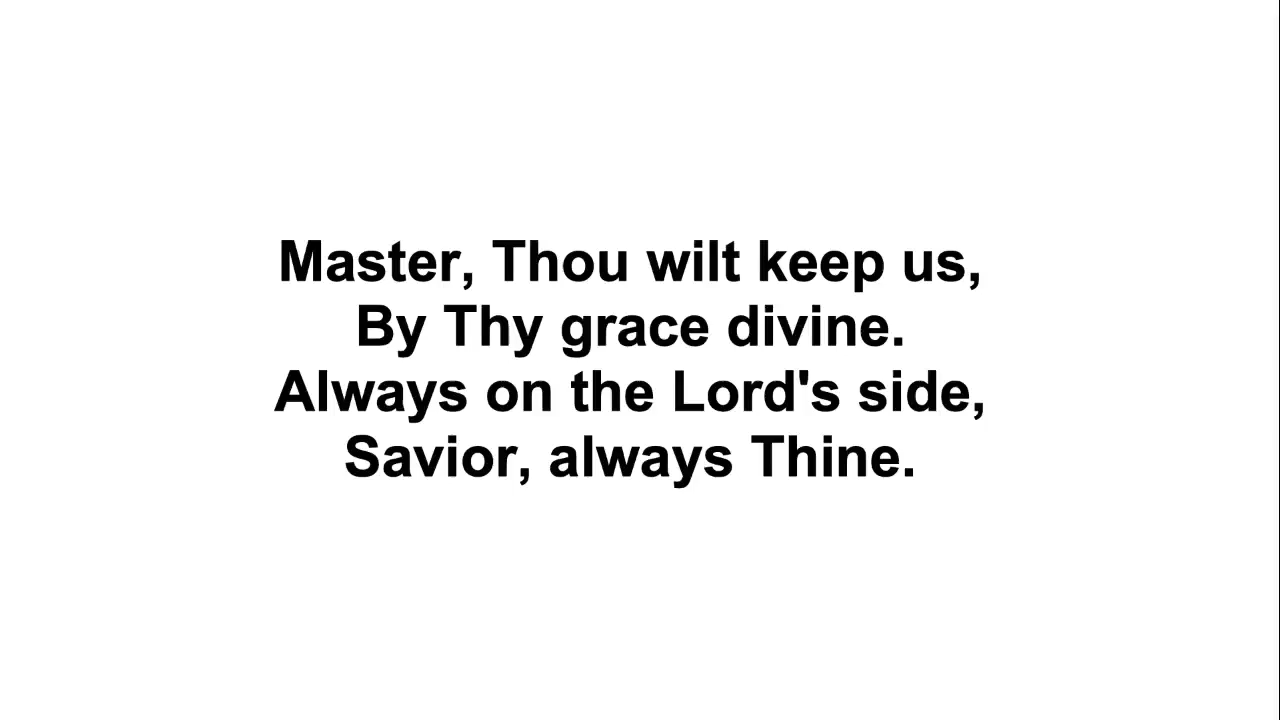 Master, Thou wilt keep us,
By Thy grace divine.
Always on the Lord's side,
Savior, always Thine.